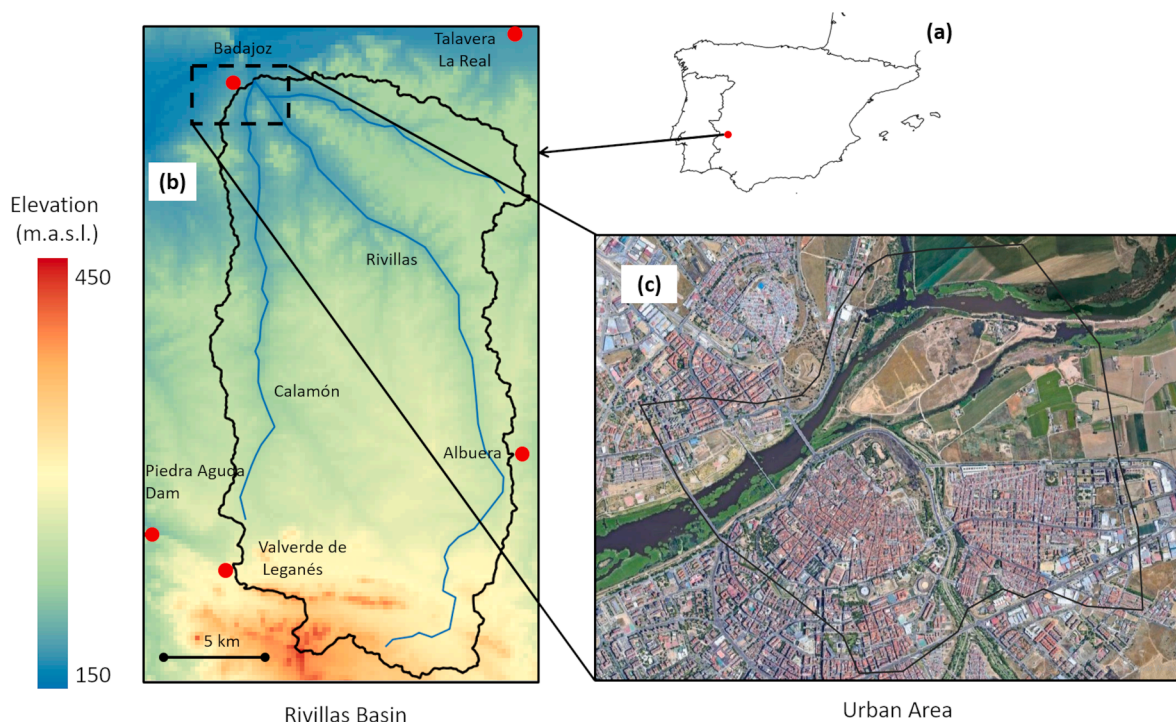 (a)
Badajoz
Talavera
La Real
(b)
Elevation
(m.a.s.l.)
450
150
Rivillas
Calamón
Albuera
Piedra Aguda
Dam
Valverde de
Leganés
5 km
Rivillas Basin
(c)
Urban Area